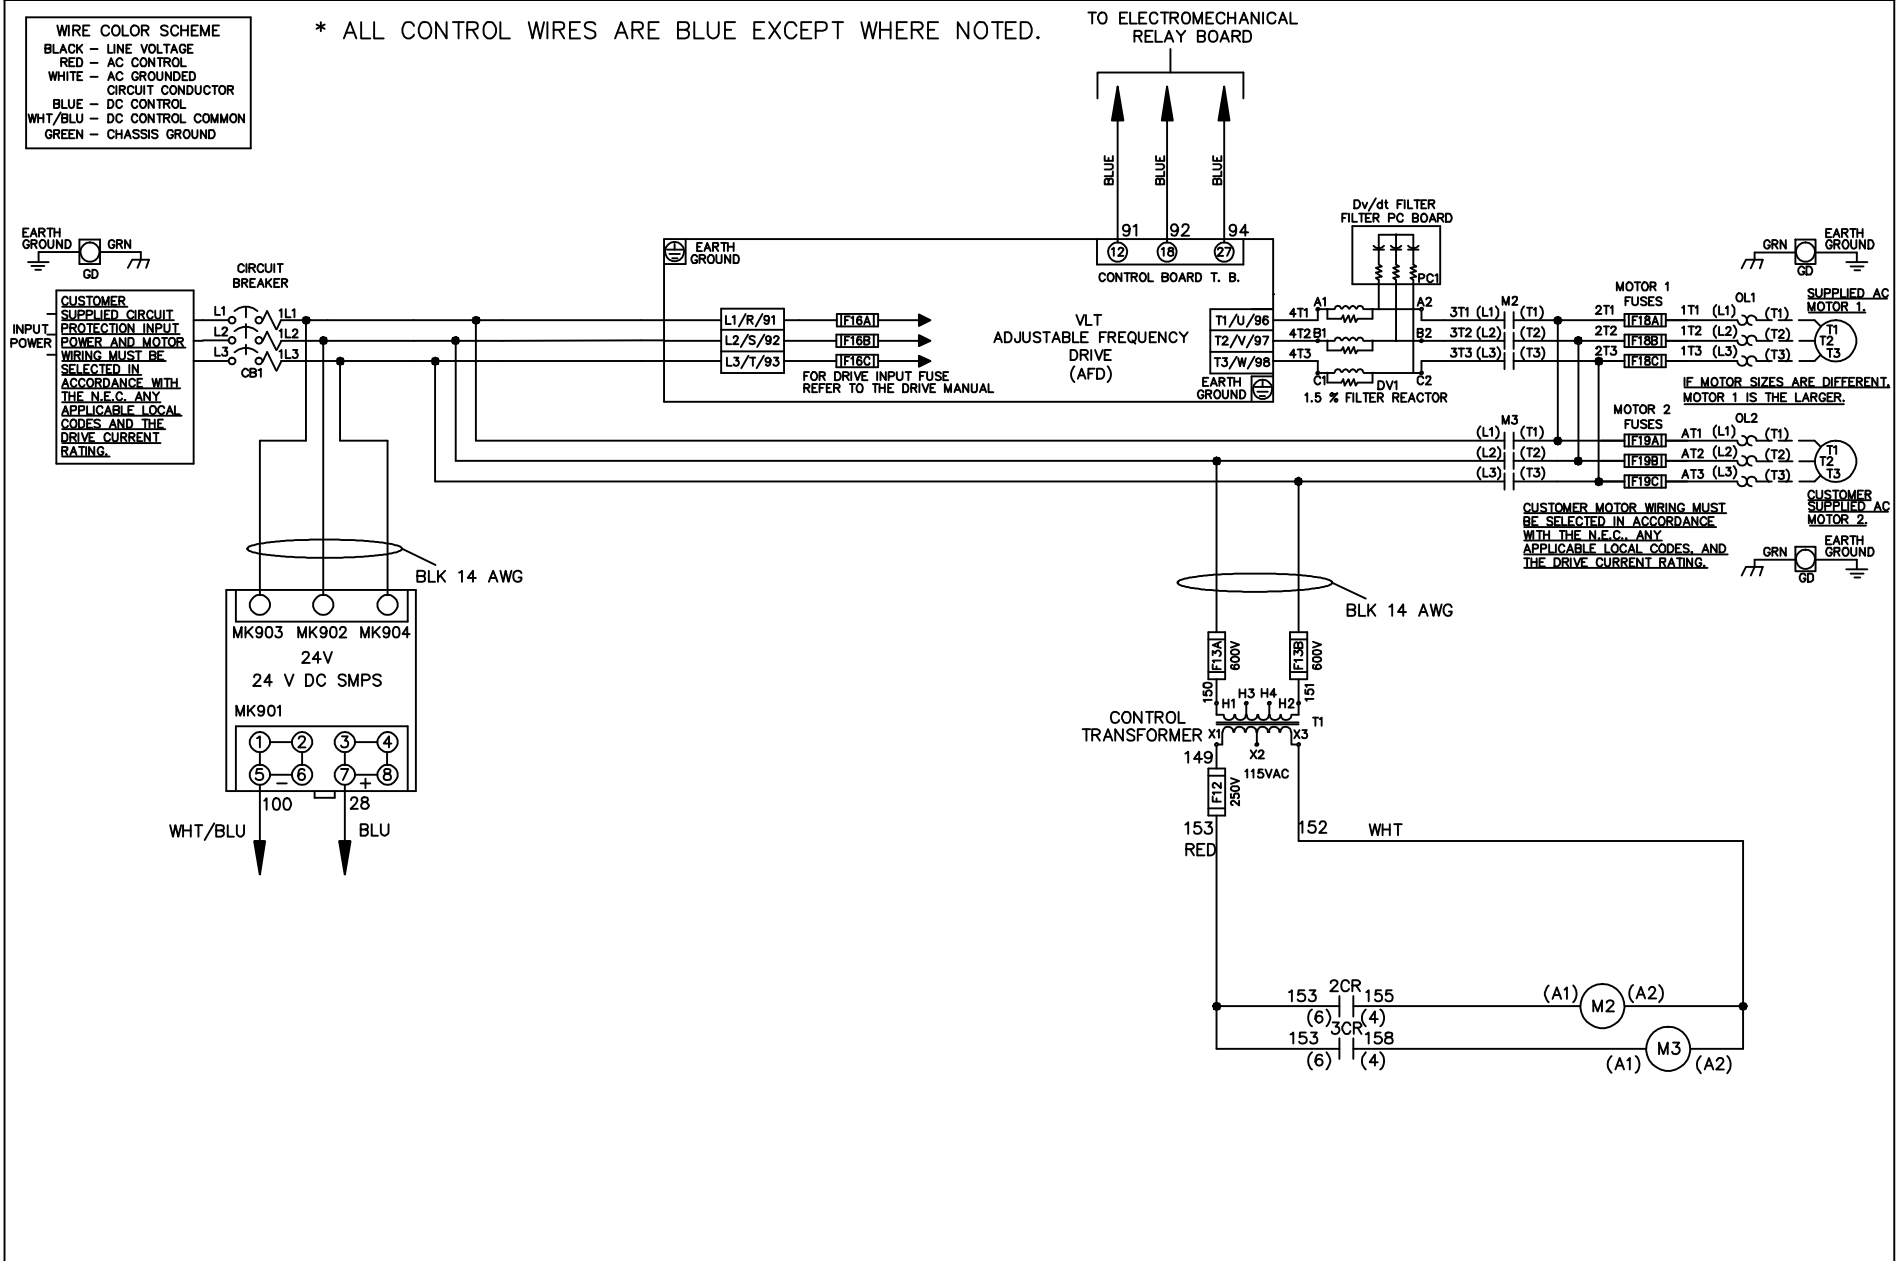 WIRE COLOR SCHEME
BLACK – LINE VOLTAGE
RED – AC CONTROL
WHITE – AC GROUNDED
CIRCUIT CONDUCTOR
BLUE – DC CONTROL
WHT/BLU – DC CONTROL COMMON
GREEN – CHASSIS GROUND
* ALL CONTROL WIRES ARE BLUE EXCEPT WHERE NOTED.
TO ELECTROMECHANICAL
RELAY BOARD
BLUE
BLUE
BLUE
91 92 94
12 18 27
CONTROL BOARD T. B.
EARTH
GROUND
GRN
GD
CUSTOMER
SUPPLIED CIRCUIT
PROTECTION INPUT
POWER AND MOTOR
WIRING MUST BE
SELECTED IN
ACCORDANCE WITH
THE N.E.C. ANY
APPLICABLE LOCAL
CODES AND THE
DRIVE CURRENT
RATING.
INPUT
POWER
CIRCUIT
BREAKER
L1 1L1
L2 1L2
L3 1L3
CB1
EARTH
GROUND
L1/R/91 F16A
L2/S/92 F16B
L3/T/93 F16C
FOR DRIVE INPUT FUSE
REFER TO THE DRIVE MANUAL
VLT
ADJUSTABLE FREQUENCY
DRIVE
(AFD)
T1/U/96
T2/V/97
T3/W/98
EARTH
GROUND
Dv/dt FILTER
FILTER PC BOARD
PC1
4T1 A1 A2
4T2 B1 B2
4T3 C1 C2
DV1
1.5 % FILTER REACTOR
M2
3T1 (L1) (T1)
3T2 (L2) (T2)
3T3 (L3) (T3)
MOTOR 1
FUSES
2T1 F18A 1T1 (L1)
2T2 F18B 1T2 (L2)
2T3 F18C 1T3 (L3)
OL1
(T1)
(T2)
(T3)
GRN
EARTH
GROUND
GD
SUPPLIED AC
MOTOR 1.
T1
T2
T3
IF MOTOR SIZES ARE DIFFERENT,
MOTOR 1 IS THE LARGER.
M3
(L1) (T1)
(L2) (T2)
(L3) (T3)
MOTOR 2
FUSES
F19A AT1 (L1)
F19B AT2 (L2)
F19C AT3 (L3)
OL2
(T1)
(T2)
(T3)
T1
T2
T3
CUSTOMER
SUPPLIED AC
MOTOR 2.
CUSTOMER MOTOR WIRING MUST
BE SELECTED IN ACCORDANCE
WITH THE N.E.C., ANY
APPLICABLE LOCAL CODES, AND
THE DRIVE CURRENT RATING.
GRN
EARTH
GROUND
GD
BLK 14 AWG
MK903 MK902 MK904
24V
24 V DC SMPS
MK901
1 2 3 4
5 – 6 7 + 8
100 28
WHT/BLU BLU
BLK 14 AWG
F13A
600V
F13B
600V
150
151
H1 H3 H4 H2
CONTROL
TRANSFORMER
T1
X1 X2 X3
149
115VAC
F12
250V
153
RED
152 WHT
153 2CR 155 (A1) M2 (A2)
(6) (4)
153 3CR 158 M3
(6) (4) (A1) (A2)